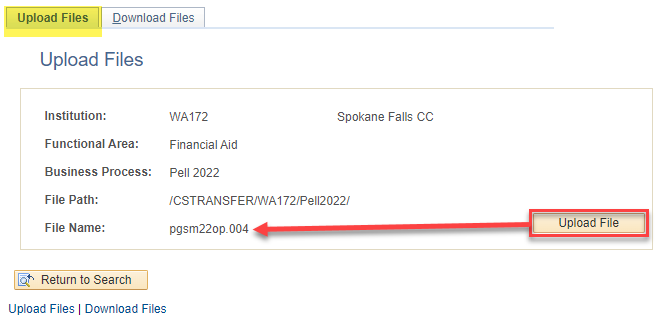 Upload Files Download Files
Upload Files
Institution: WA172 Spokane Falls CC
Functional Area: Financial Aid
Business Process: Pell 2022
File Path: /CSTRANSFER/WA172/Pell2022/
File Name: pgsm22op.004 Upload File
Return to Search
Upload Files | Download Files